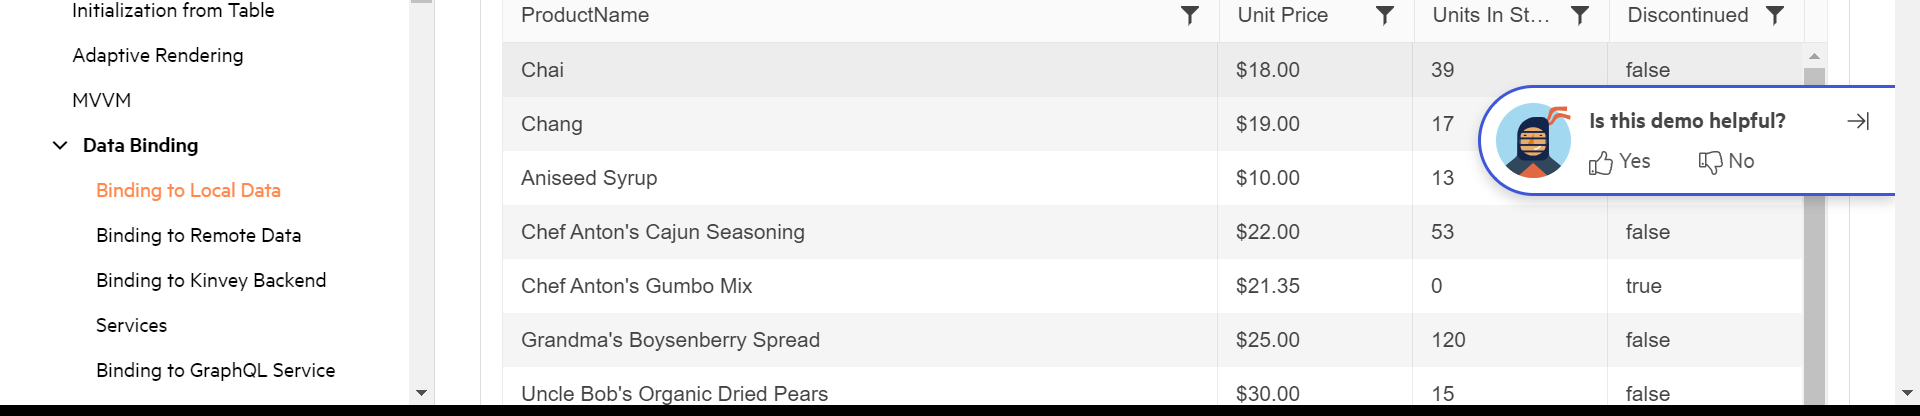 Initialization from Table
Adaptive Rendering
MVVM
Data Binding
Binding to Local Data
Binding to Remote Data
Binding to Kinvey Backend
Services
Binding to GraphQL Service
ProductName Unit Price Units In St... Discontinued
Chai $18.00 39 false
Chang $19.00 17
Aniseed Syrup $10.00 13
Chef Anton's Cajun Seasoning $22.00 53 false
Chef Anton's Gumbo Mix $21.35 0 true
Grandma's Boysenberry Spread $25.00 120 false
Uncle Bob's Organic Dried Pears $30.00 15 false
Is this demo helpful?
Yes No